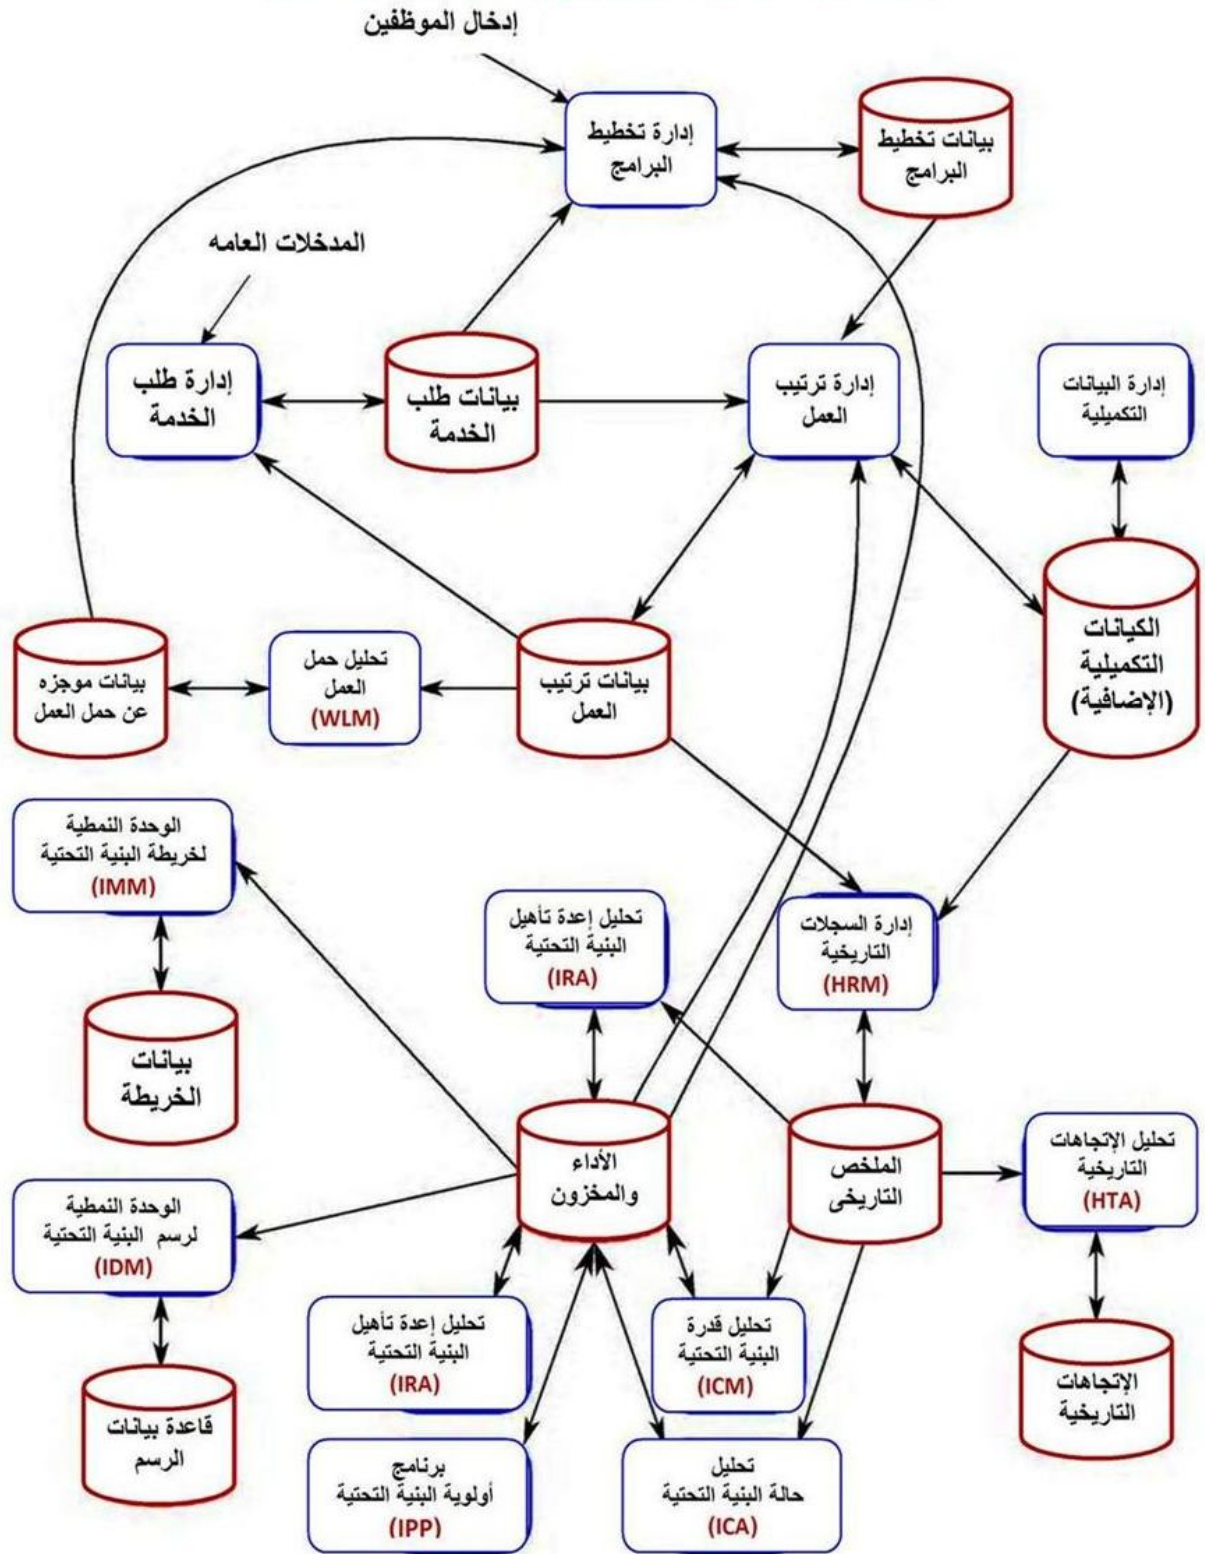 إدخال الموظفين
إدارة تخطيط
البرامج
بيانات تخطيط
البرامج
المدخلات العامه
إدارة طلب
الخدمة
بيانات طلب
الخدمة
إدارة ترتيب
العمل
إدارة البيانات
التكميلية
الكيانات
التكميلية
(الإضافية)
بيانات ترتيب
العمل
تحليل حمل
العمل
(WLM)
بيانات موجزه
عن حمل العمل
الوحدة النمطية
لخريطة البنية التحتية
(IMM)
تحليل إعدة تأهيل
البنية التحتية
(IRA)
إدارة السجلات
التاريخية
(HRM)
بيانات
الخريطة
الأداء
والمخزون
الملخص
التاريخى
تحليل الإتجاهات
التاريخية
(HTA)
الوحدة النمطية
لرسم البنية التحتية
(IDM)
تحليل إعدة تأهيل
البنية التحتية
(IRA)
تحليل قدرة
البنية التحتية
(ICM)
الإتجاهات
التاريخية
قاعدة بيانات
الرسم
برنامج
أولوية البنية التحتية
(IPP)
تحليل
حالة البنية التحتية
(ICA)